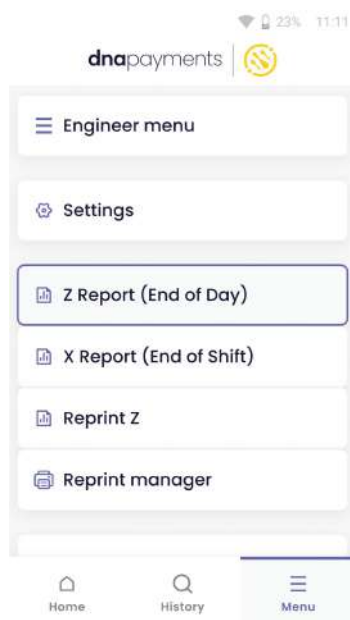 23% 11:11
dnapayments
Engineer menu
Settings
Z Report (End of Day)
X Report (End of Shift)
Reprint Z
Reprint manager
Home History Menu